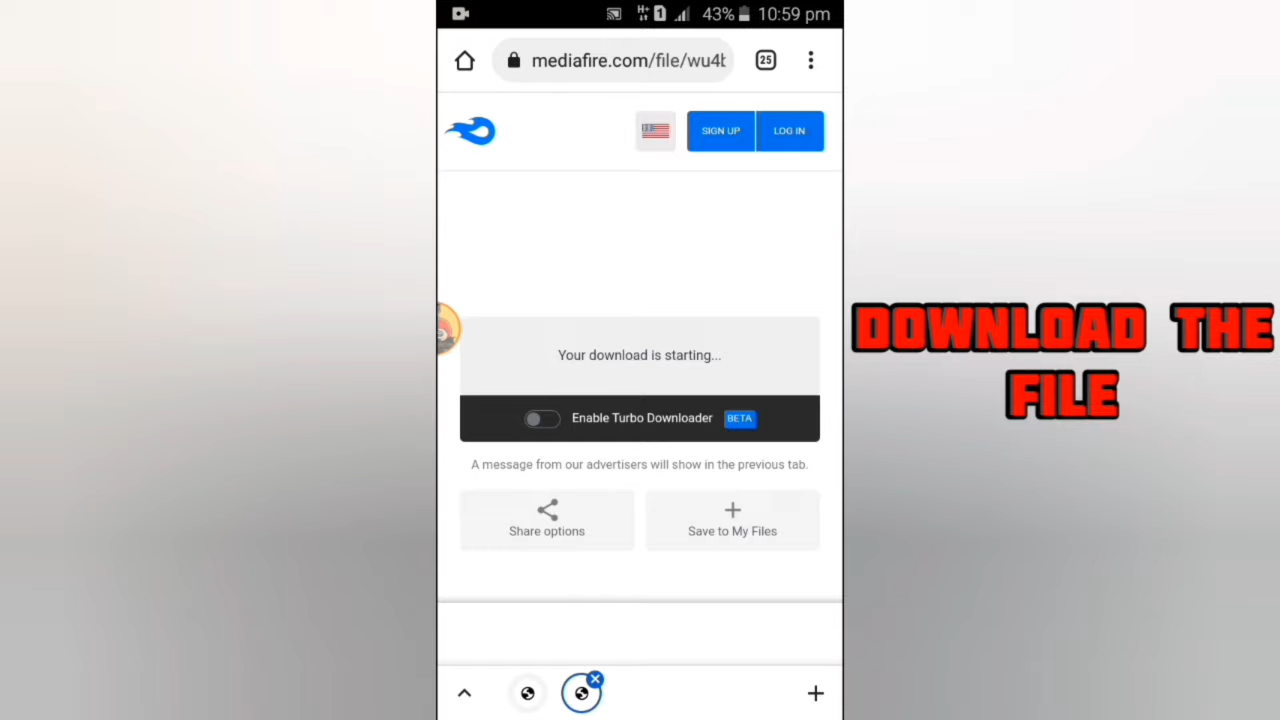 43% 10:59 pm
mediafire.com/file/wu4
25
SIGN UP
LOG IN
DOWNLOAD THE
FILE
Your download is starting...
Enable Turbo Downloader BETA
A message from our advertisers will show in the previous tab.
Share options
Save to My Files